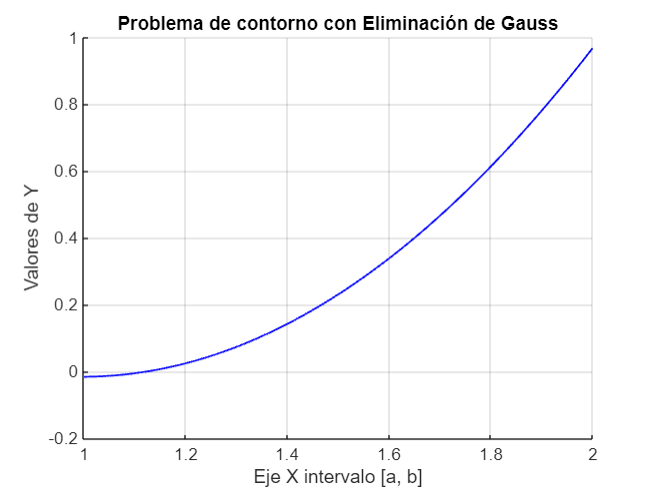 Problema de contorno con Eliminación de Gauss
1
0.8
0.6
0.4
0.2
0
-0.2
Valores de Y
1 1.2 1.4 1.6 1.8 2
Eje X intervalo [a, b]